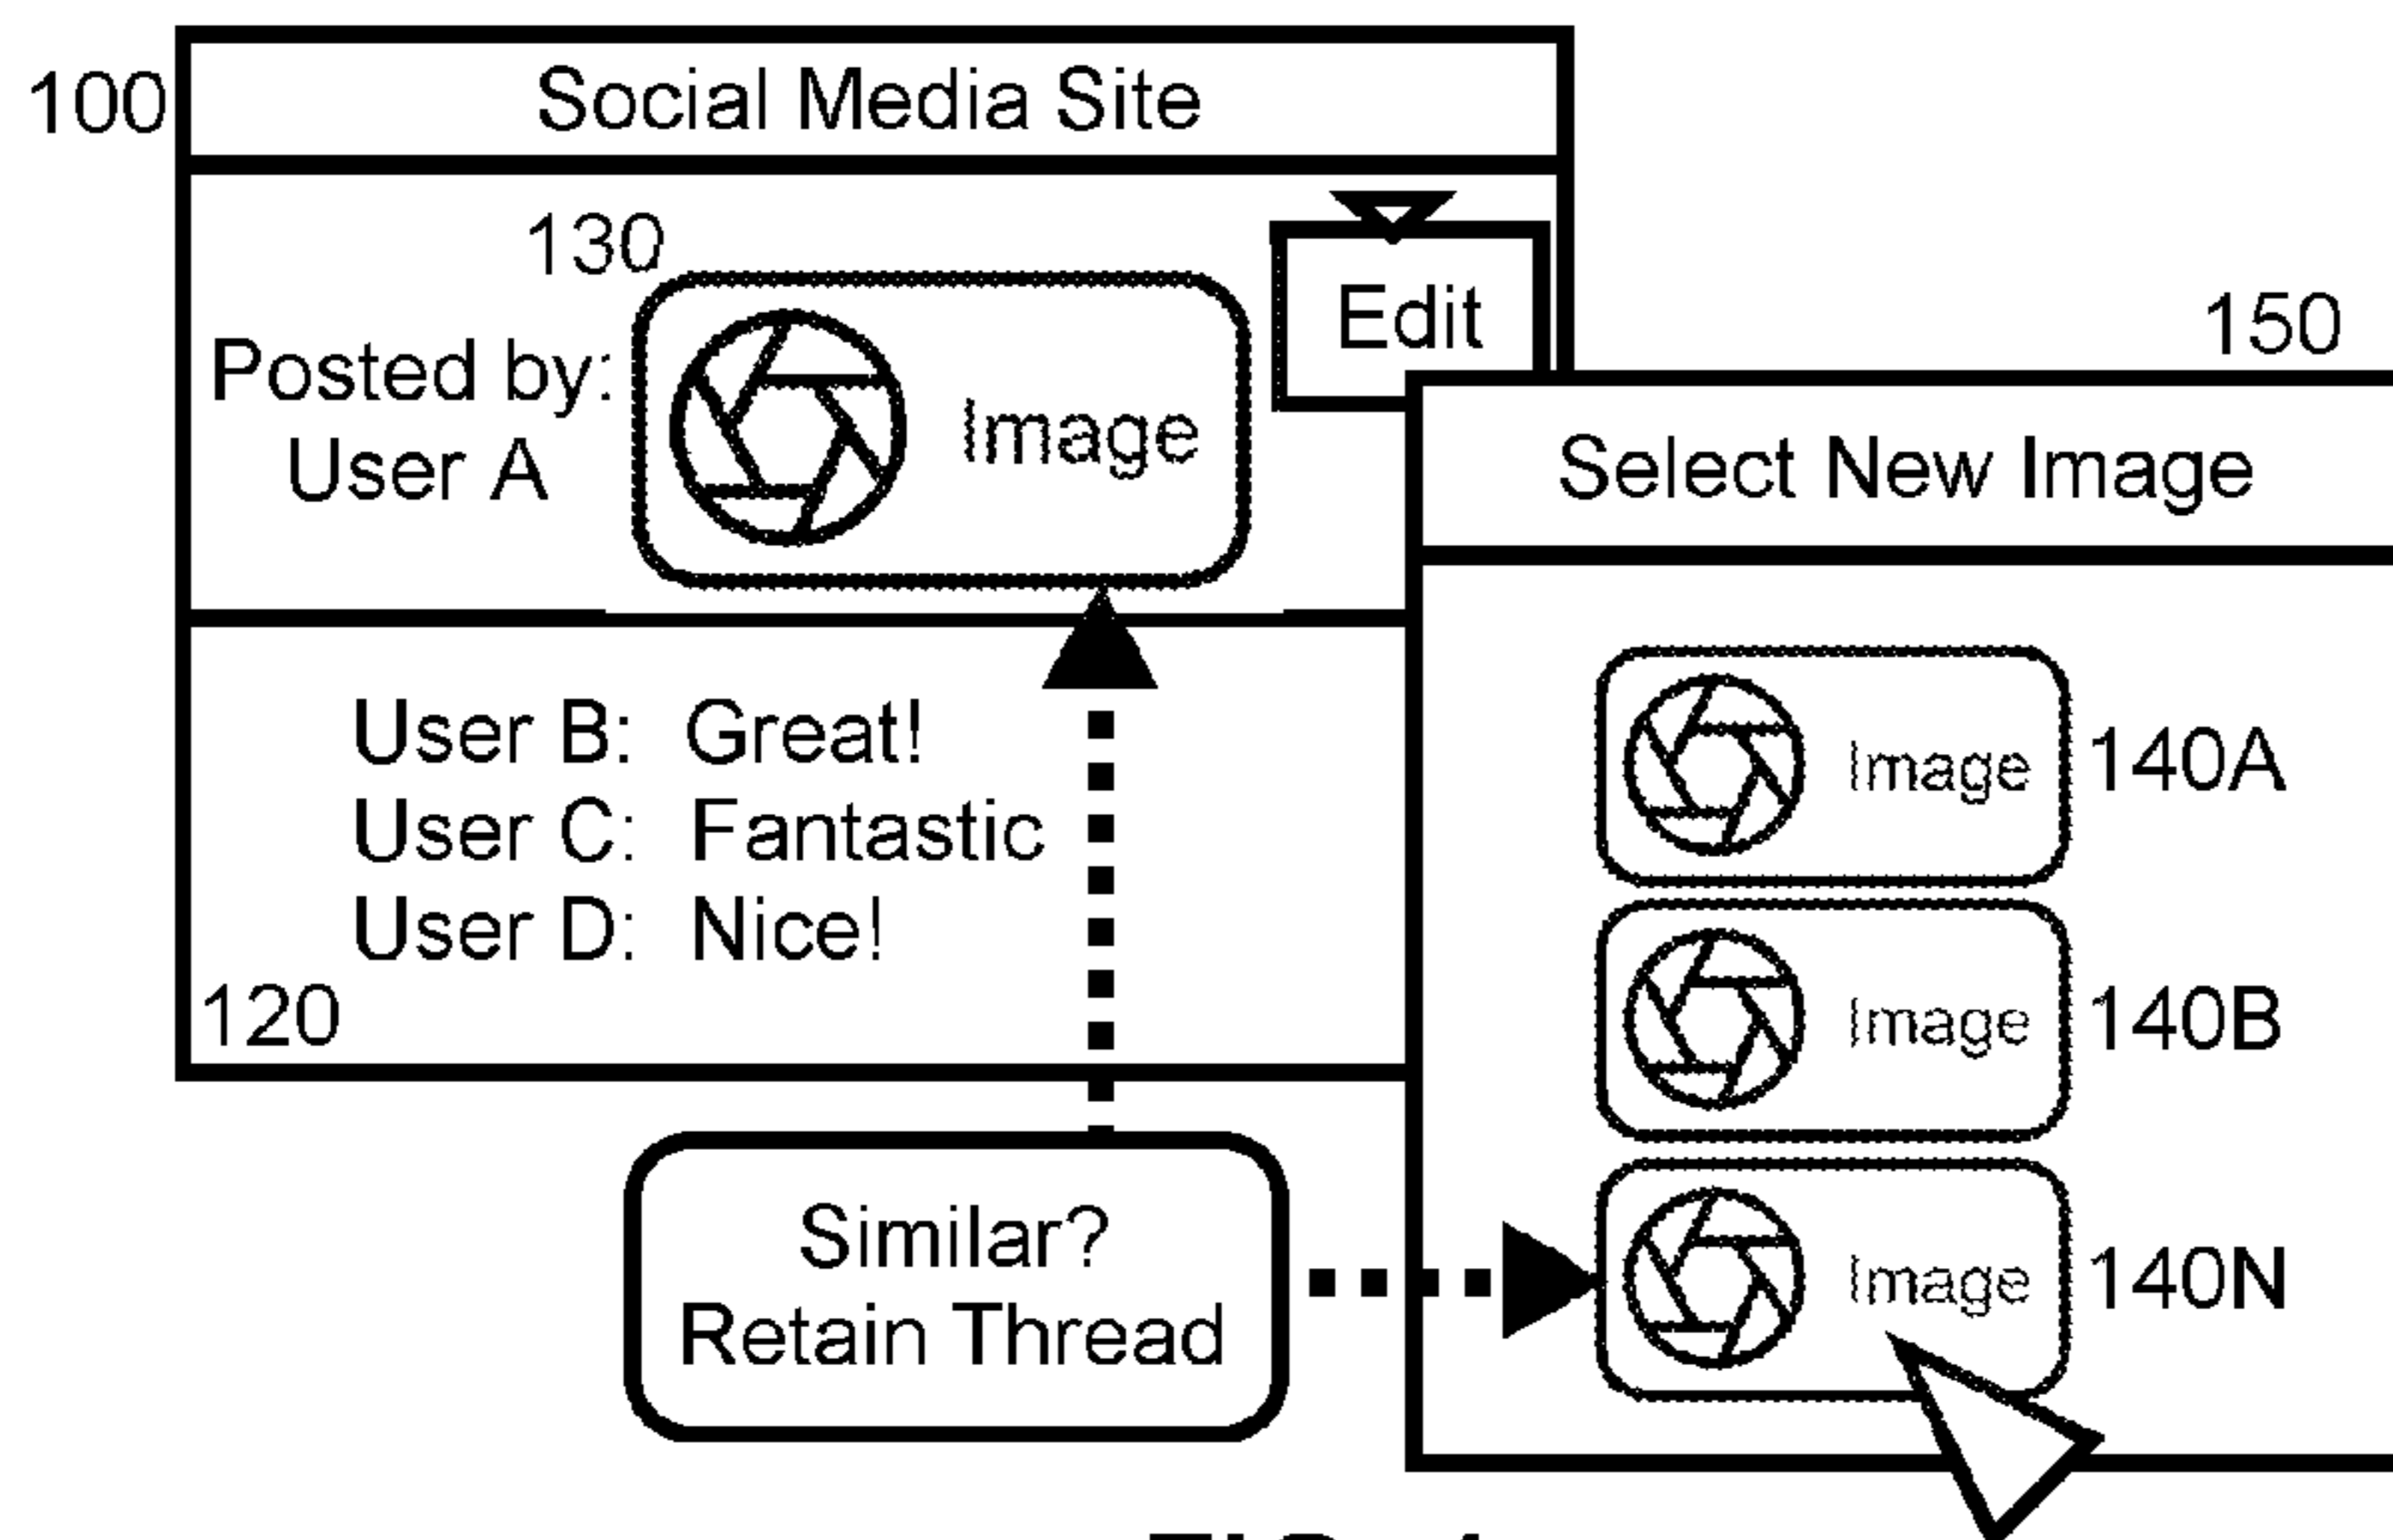 100
Social Media Site
130
Edit
Posted by:
User A
Image
150
Select New Image
User B: Great!
User C: Fantastic
User D: Nice!
120
Image 140A
Image 140B
Image 140N
Similar?
Retain Thread